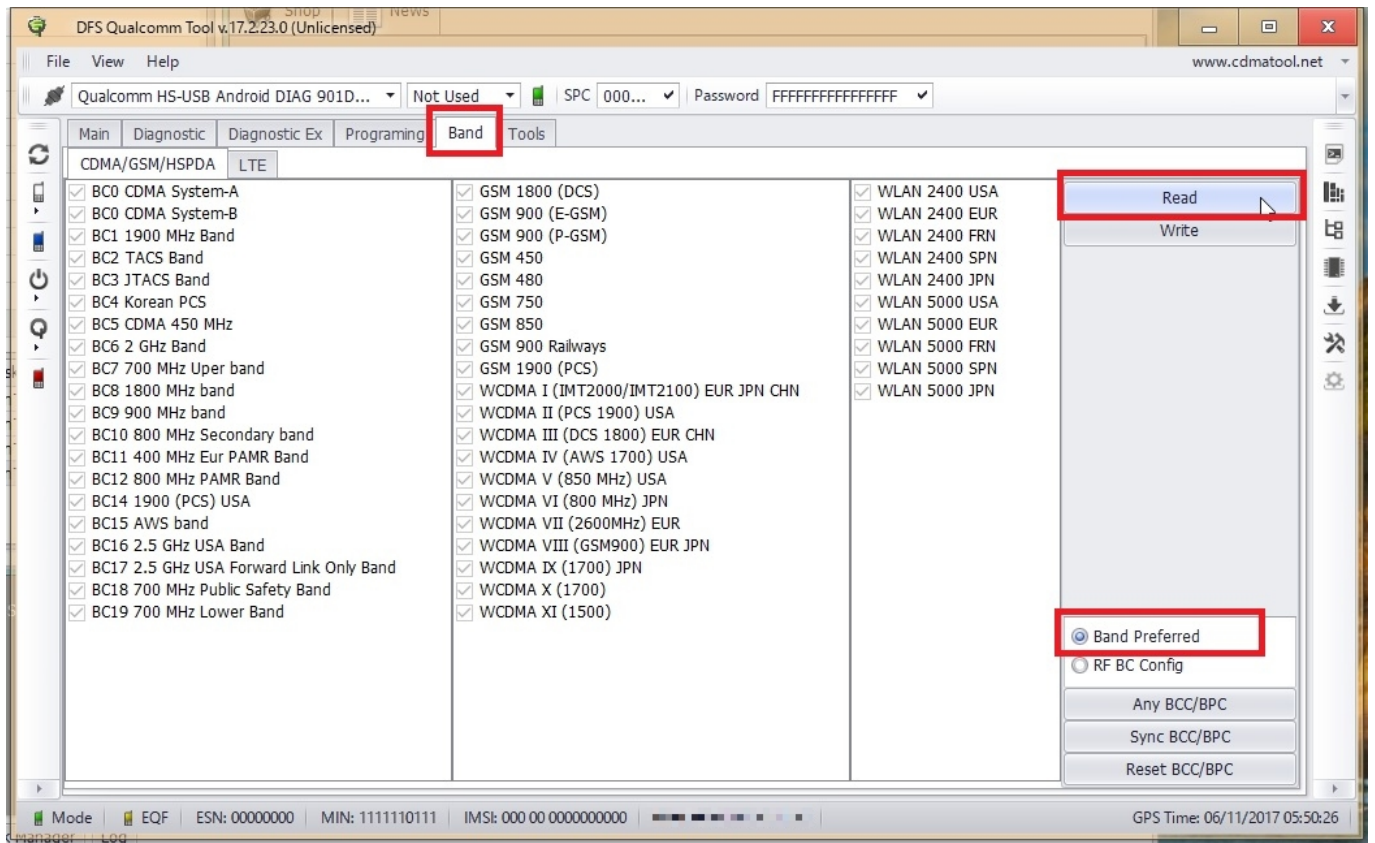 Shop News
DFS Qualcomm Tool v.17.2.23.0 (Unlicensed)
File View Help www.cdmatool.net
Qualcomm HS-USB Android DIAG 901D... Not Used SPC 000... Password FFFFFFFFFFFFFFFF
Main Diagnostic Diagnostic Ex Programing Band Tools
CDMA/GSM/HSPDA LTE
BC0 CDMA System-A
BC0 CDMA System-B
BC1 1900 MHz Band
BC2 TACS Band
BC3 JTACS Band
BC4 Korean PCS
BC5 CDMA 450 MHz
BC6 2 GHz Band
BC7 700 MHz Uper band
BC8 1800 MHz band
BC9 900 MHz band
BC10 800 MHz Secondary band
BC11 400 MHz Eur PAMR Band
BC12 800 MHz PAMR Band
BC14 1900 (PCS) USA
BC15 AWS band
BC16 2.5 GHz USA Band
BC17 2.5 GHz USA Forward Link Only Band
BC18 700 MHz Public Safety Band
BC19 700 MHz Lower Band
GSM 1800 (DCS)
GSM 900 (E-GSM)
GSM 900 (P-GSM)
GSM 450
GSM 480
GSM 750
GSM 850
GSM 900 Railways
GSM 1900 (PCS)
WCDMA I (IMT2000/IMT2100) EUR JPN CHN
WCDMA II (PCS 1900) USA
WCDMA III (DCS 1800) EUR CHN
WCDMA IV (AWS 1700) USA
WCDMA V (850 MHz) USA
WCDMA VI (800 MHz) JPN
WCDMA VII (2600MHz) EUR
WCDMA VIII (GSM900) EUR JPN
WCDMA IX (1700) JPN
WCDMA X (1700)
WCDMA XI (1500)
WLAN 2400 USA
WLAN 2400 EUR
WLAN 2400 FRN
WLAN 2400 SPN
WLAN 2400 JPN
WLAN 5000 USA
WLAN 5000 EUR
WLAN 5000 FRN
WLAN 5000 SPN
WLAN 5000 JPN
Read
Write
Band Preferred
RF BC Config
Any BCC/BPC
Sync BCC/BPC
Reset BCC/BPC
Mode EQF ESN: 00000000 MIN: 1111110111 IMSI: 000 00 0000000000 GPS Time: 06/11/2017 05:50:26
Manager Log